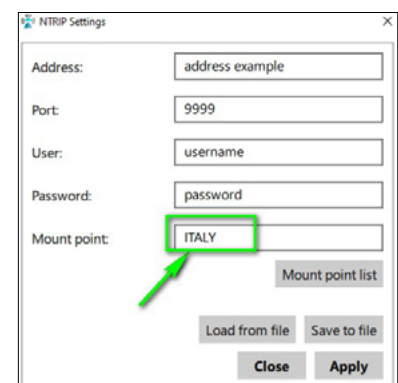 NTRIP Settings
Address: address example
Port: 9999
User: username
Password: password
Mount point: ITALY
Mount point list
Load from file Save to file
Close Apply